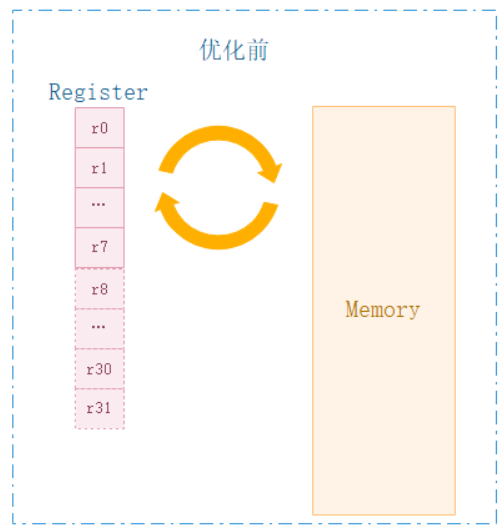 优化前
Register
r0
r1
…
r7
r8
…
r30
r31
Memory